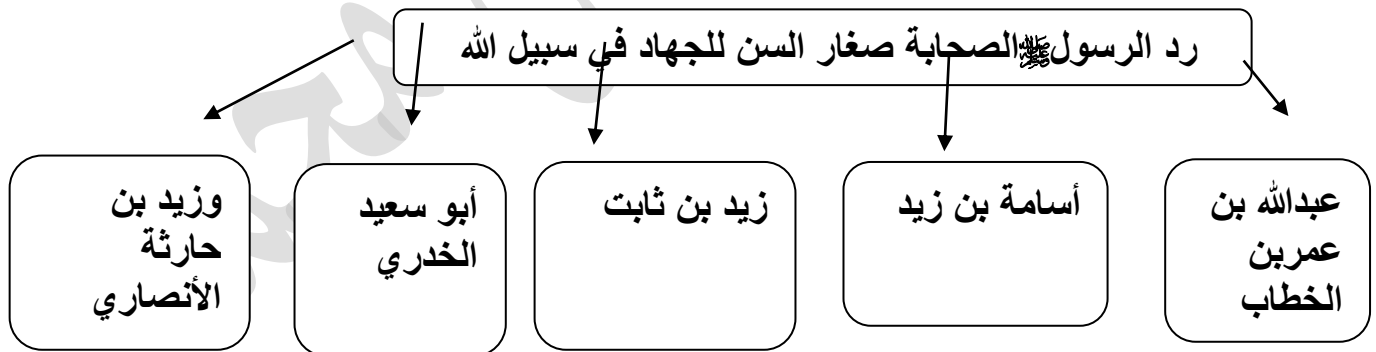 رد الرسول ﷺ الصحابة صغار السن للجهاد في سبيل الله
عبدالله بن
عمربن
الخطاب
أسامة بن زيد
زيد بن ثابت
أبو سعيد
الخدري
وزيد بن
حارثة
الأنصاري